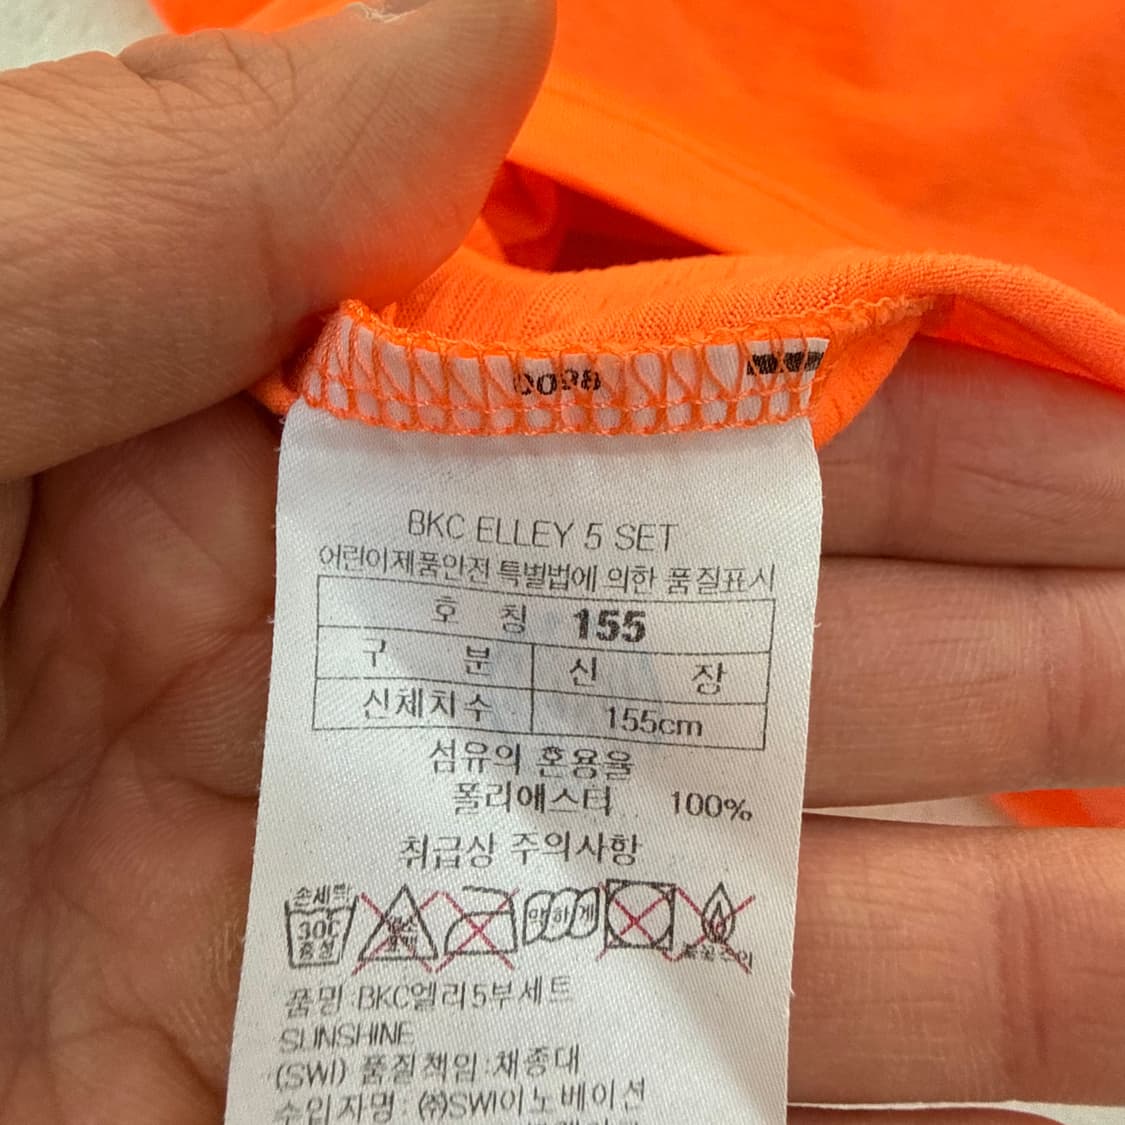 BKC ELLEY 5 SET
어린이제품안전 특별법에 의한 품질표시
호 칭 155
구 분 신 장
신체치수 155cm
섬유의 혼용율
폴리에스터 100%
취급상 주의사항
손세탁
30℃
중성
약하게
품명:BKC엘리5부세트
SUNSHINE
(SWI) 품질책임:채종대
수입자명: ㈜SWI이노베이션